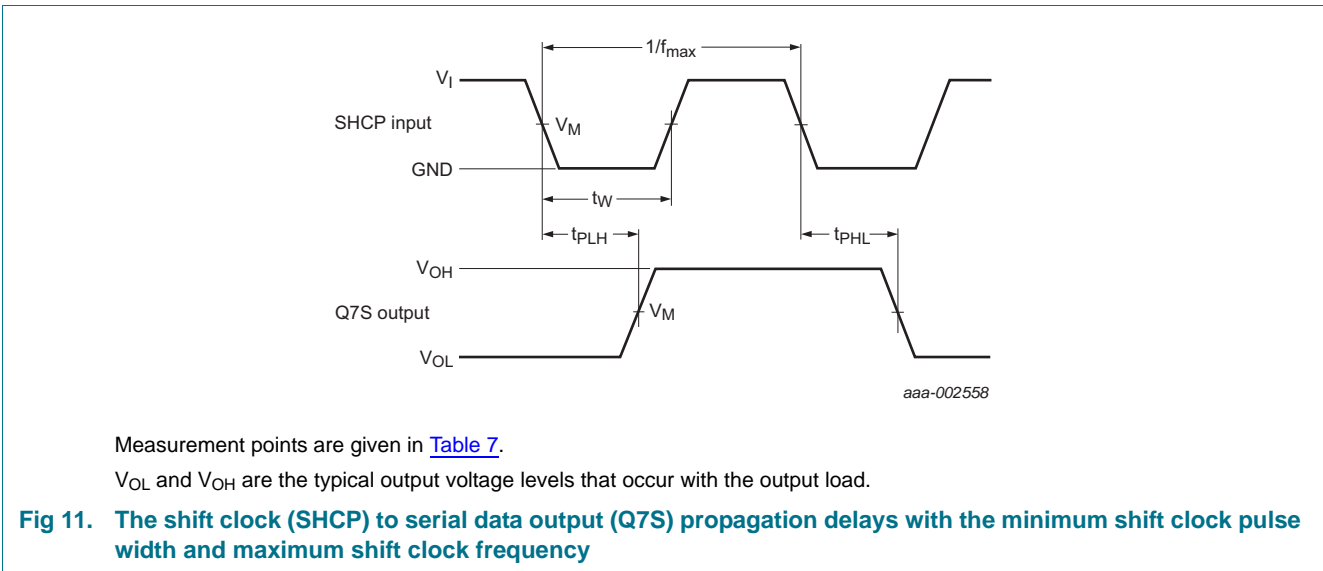 1/fmax
VI
SHCP input
VM
GND
tW
tPLH
tPHL
VOH
Q7S output
VM
VOL
aaa-002558
Measurement points are given in Table 7.
VOL and VOH are the typical output voltage levels that occur with the output load.
Fig 11. The shift clock (SHCP) to serial data output (Q7S) propagation delays with the minimum shift clock pulse
width and maximum shift clock frequency